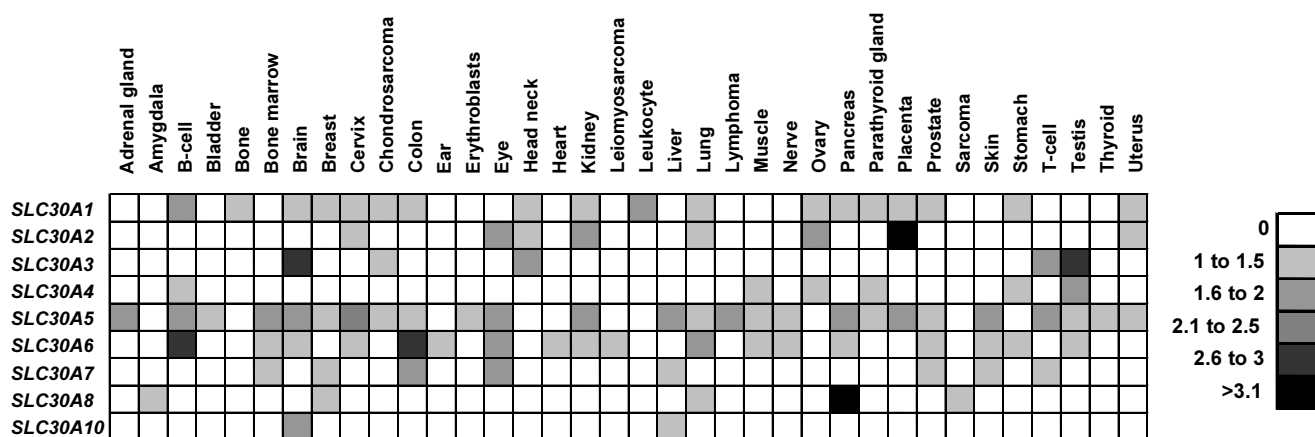 Adrenal gland
Amygdala
B-cell
Bladder
Bone
Bone marrow
Brain
Breast
Cervix
Chondrosarcoma
Colon
Ear
Erythroblasts
Eye
Head neck
Heart
Kidney
Leiomyosarcoma
Leukocyte
Liver
Lung
Lymphoma
Muscle
Nerve
Ovary
Pancreas
Parathyroid gland
Placenta
Prostate
Sarcoma
Skin
Stomach
T-cell
Testis
Thyroid
Uterus
SLC30A1
SLC30A2
SLC30A3
SLC30A4
SLC30A5
SLC30A6
SLC30A7
SLC30A8
SLC30A10
0
1 to 1.5
1.6 to 2
2.1 to 2.5
2.6 to 3
>3.1